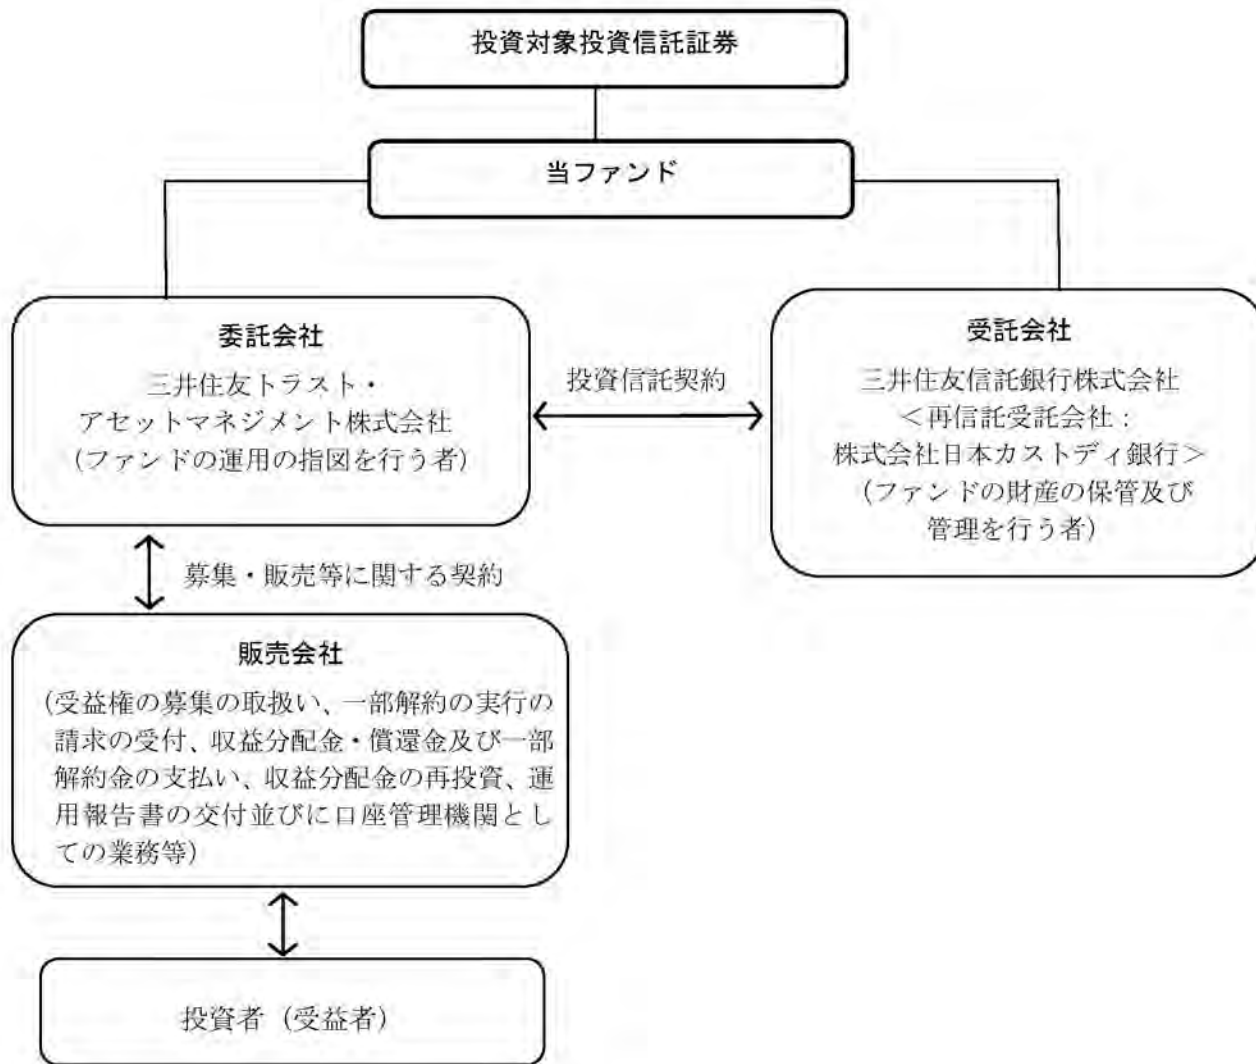 投資対象投資信託証券
当ファンド
委託会社
三井住友トラスト・
アセットマネジメント株式会社
（ファンドの運用の指図を行う者）
投資信託契約
受託会社
三井住友信託銀行株式会社
＜再信託受託会社：
株式会社日本カストディ銀行＞
（ファンドの財産の保管及び
管理を行う者）
募集・販売等に関する契約
販売会社
（受益権の募集の取扱い、一部解約の実行の
請求の受付、収益分配金・償還金及び一部
解約金の支払い、収益分配金の再投資、運
用報告書の交付並びに口座管理機関とし
ての業務等）
投資者（受益者）